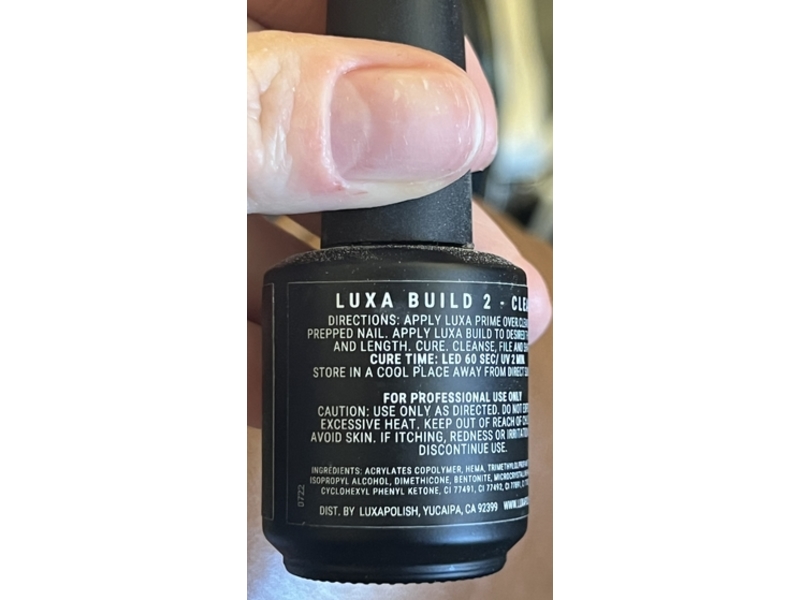 LUXA BUILD 2 -
DIRECTIONS: APPLY LUXA PRIME OVER
PREPPED NAIL. APPLY LUXA BUILD TO
AND LENGTH. CURE. CLEANSE, FILE AND
CURE TIME: LED 60 SEC/ UV 2 MIN.
STORE IN A COOL PLACE AWAY FROM DIRECT
FOR PROFESSIONAL USE ONLY
CAUTION: USE ONLY AS DIRECTED. DO NOT
EXCESSIVE HEAT. KEEP OUT OF REACH OF
AVOID SKIN. IF ITCHING, REDNESS OR
DISCONTINUE USE.
INGREDIENTS: ACRYLATES COPOLYMER, HEMA,
ISOPROPYL ALCOHOL, DIMETHICONE, BENTONITE,
CYCLOHEXYL PHENYL KETONE, CI 77491, CI 77492, CI 77891,
DIST. BY LUXAPOLISH, YUCAIPA, CA 92399
0722